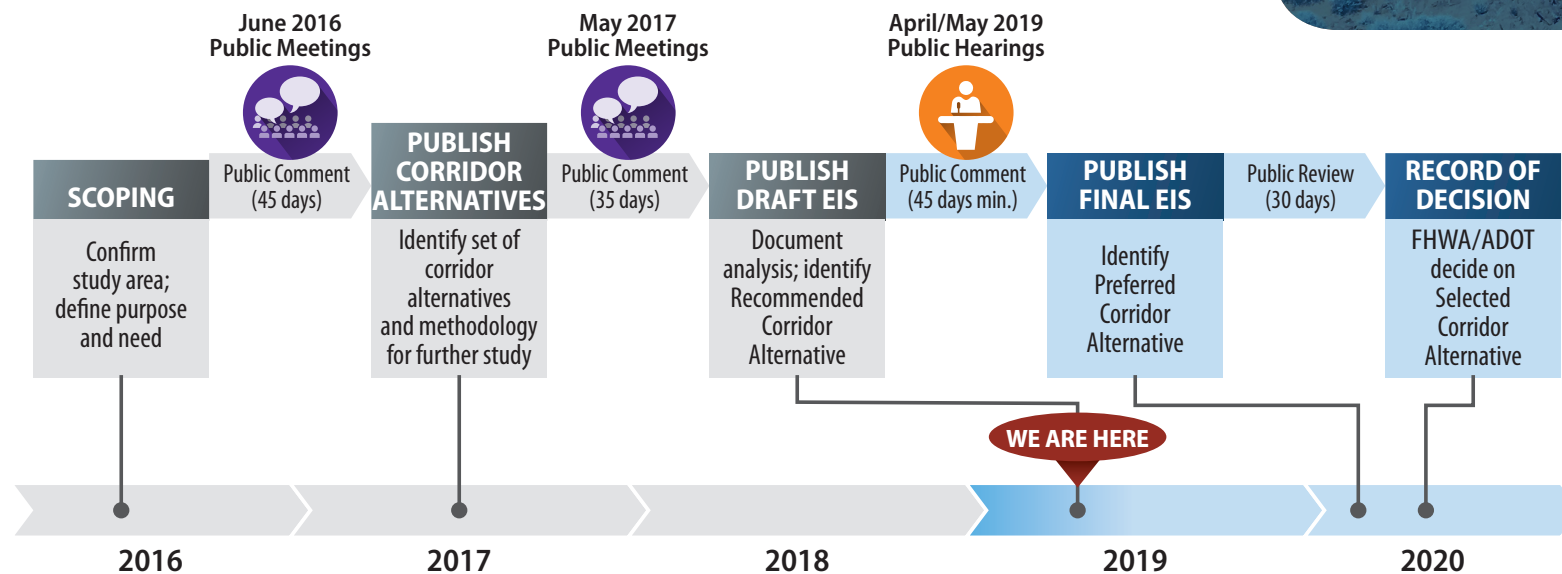 June 2016
Public Meetings
May 2017
Public Meetings
April/May 2019
Public Hearings
SCOPING
Public Comment
(45 days)
PUBLISH
CORRIDOR
ALTERNATIVES
Public Comment
(35 days)
PUBLISH
DRAFT EIS
Public Comment
(45 days min.)
PUBLISH
FINAL EIS
Public Review
(30 days)
RECORD OF
DECISION
Confirm
study area;
define purpose
and need
Identify set of
corridor
alternatives
and methodology
for further study
Document
analysis; identify
Recommended
Corridor
Alternative
Identify
Preferred
Corridor
Alternative
FHWA/ADOT
decide on
Selected
Corridor
Alternative
WE ARE HERE
2016
2017
2018
2019
2020